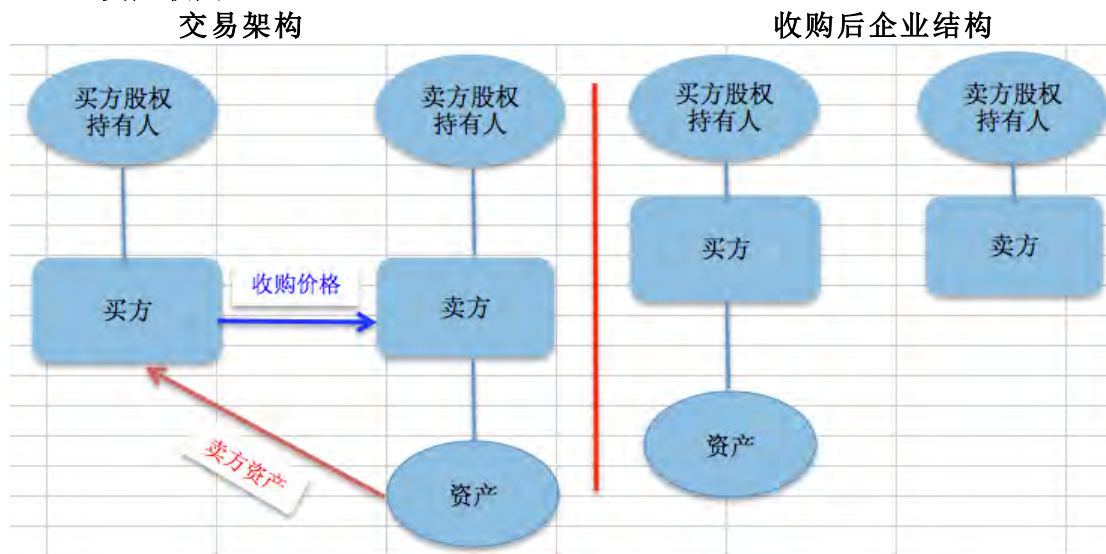 交易架构
收购后企业结构
买方股权
持有人
卖方股权
持有人
买方股权
持有人
卖方股权
持有人
买方
收购价格
卖方
买方
卖方
卖方资产
资产
资产